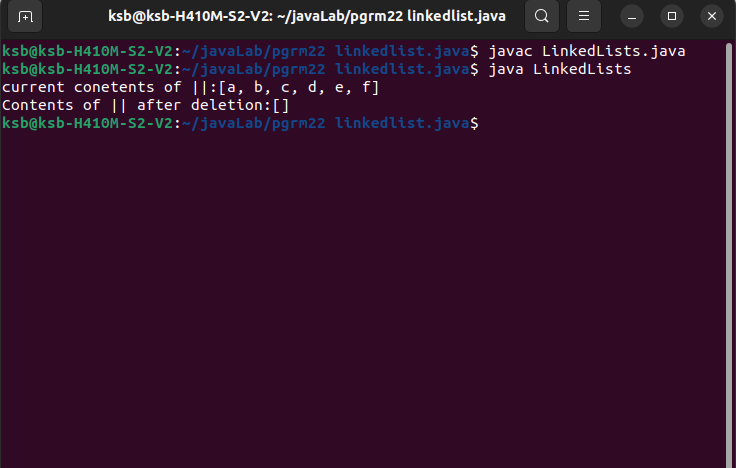 ksb@ksb-H410M-S2-V2: ~/javaLab/pgrm22 linkedlist.java
ksb@ksb-H410M-S2-V2:~/javaLab/pgrm22 linkedlist.java$ javac LinkedLists.java
ksb@ksb-H410M-S2-V2:~/javaLab/pgrm22 linkedlist.java$ java LinkedLists
current conetents of ||:[a, b, c, d, e, f]
Contents of || after deletion:[]
ksb@ksb-H410M-S2-V2:~/javaLab/pgrm22 linkedlist.java$